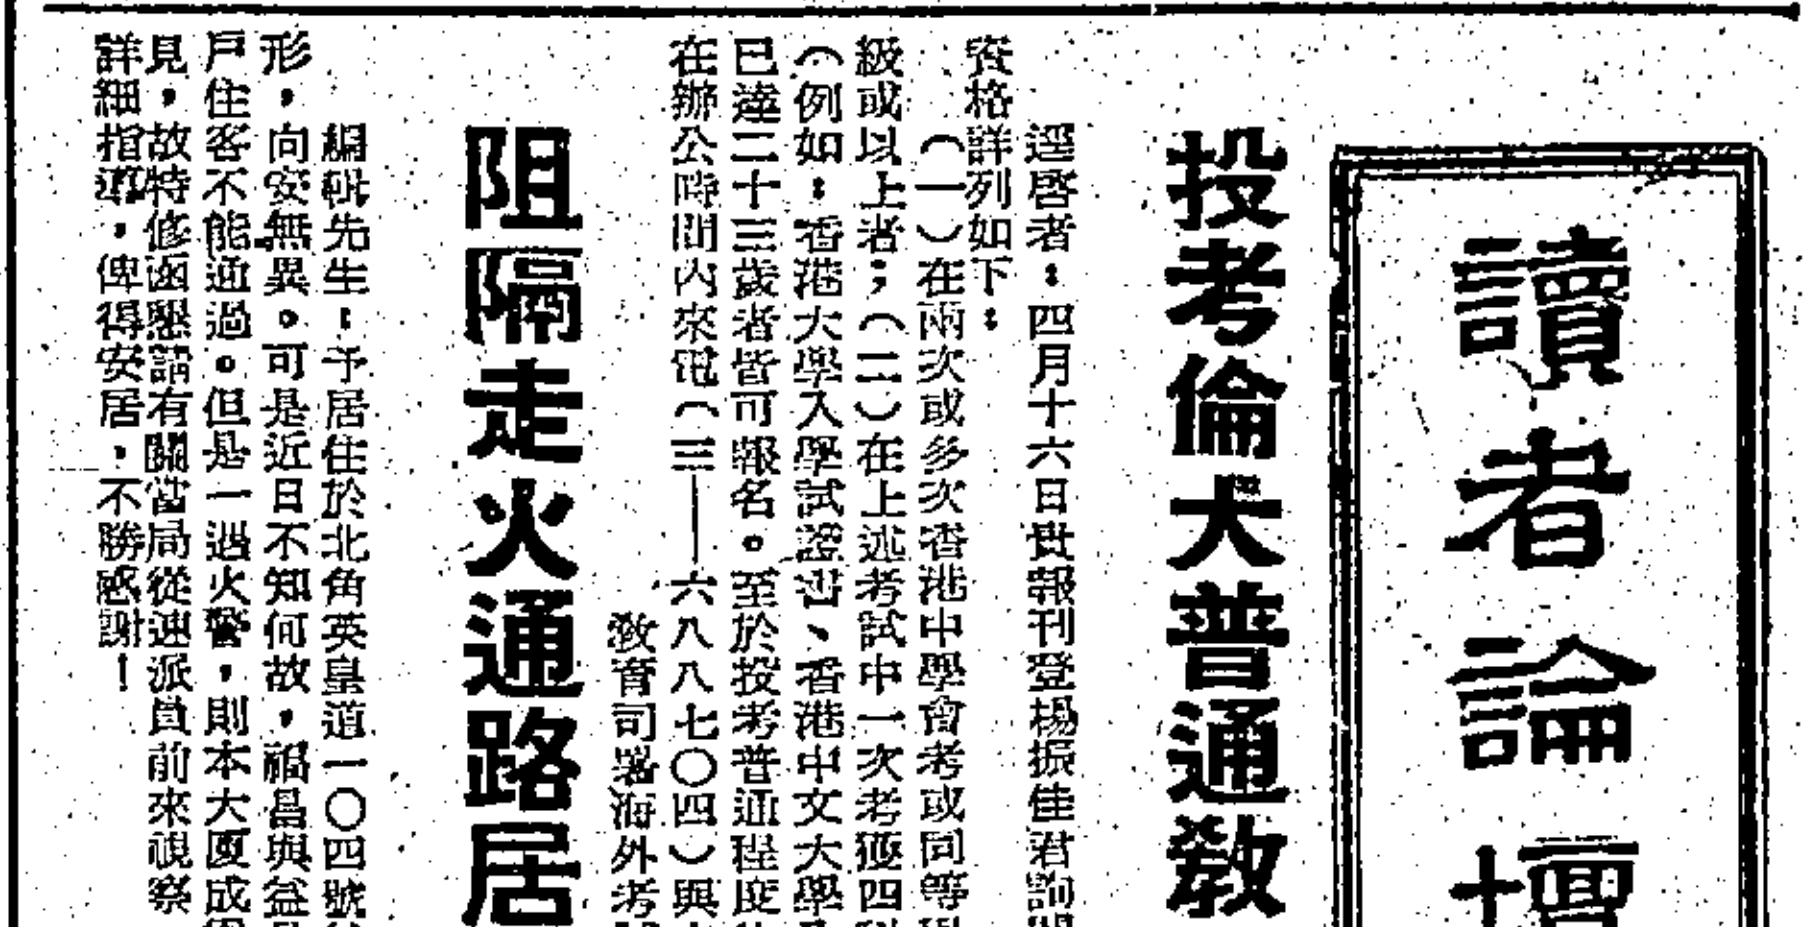 讀者論壇
投考倫大普通教
逕啓者：四月十六日貴報刊登楊振佳君詢
資格詳列如下：
（一）在兩次或多次香港中學會考或同等
級或以上者；（二）在上述考試中一次考獲四科
（例如：香港大學入學試證書、香港中文大學
已達二十三歲者皆可報名。至於投考普通程度
在辦公時間內來電（三——六八八七〇四）與
敎育司署海外考
阻隔走火通路居
編輯先生：予居住於北角英皇道一〇四號
形，向安無異。可是近日不知何故，福昌與益
戶住客不能通過。但是一遇火警，則本大厦成
見，故特修函懇請有關當局從速派員前來視察
詳細指導，俾得安居，不勝感謝！